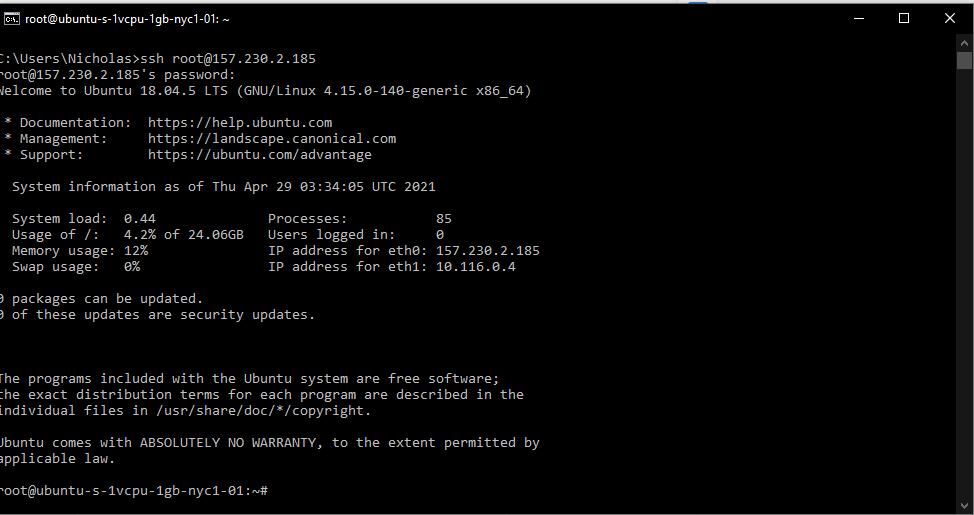 root@ubuntu-s-1vcpu-1gb-nyc1-01: ~
C:\Users\Nicholas>ssh root@157.230.2.185
root@157.230.2.185's password:
Welcome to Ubuntu 18.04.5 LTS (GNU/Linux 4.15.0-140-generic x86_64)
* Documentation:  https://help.ubuntu.com
* Management:     https://landscape.canonical.com
* Support:        https://ubuntu.com/advantage
System information as of Thu Apr 29 03:34:05 UTC 2021
System load:  0.44              Processes:           85
Usage of /:   4.2% of 24.06GB   Users logged in:     0
Memory usage: 12%               IP address for eth0: 157.230.2.185
Swap usage:   0%                IP address for eth1: 10.116.0.4
0 packages can be updated.
0 of these updates are security updates.
The programs included with the Ubuntu system are free software;
the exact distribution terms for each program are described in the
individual files in /usr/share/doc/*/copyright.
Ubuntu comes with ABSOLUTELY NO WARRANTY, to the extent permitted by
applicable law.
root@ubuntu-s-1vcpu-1gb-nyc1-01:~#